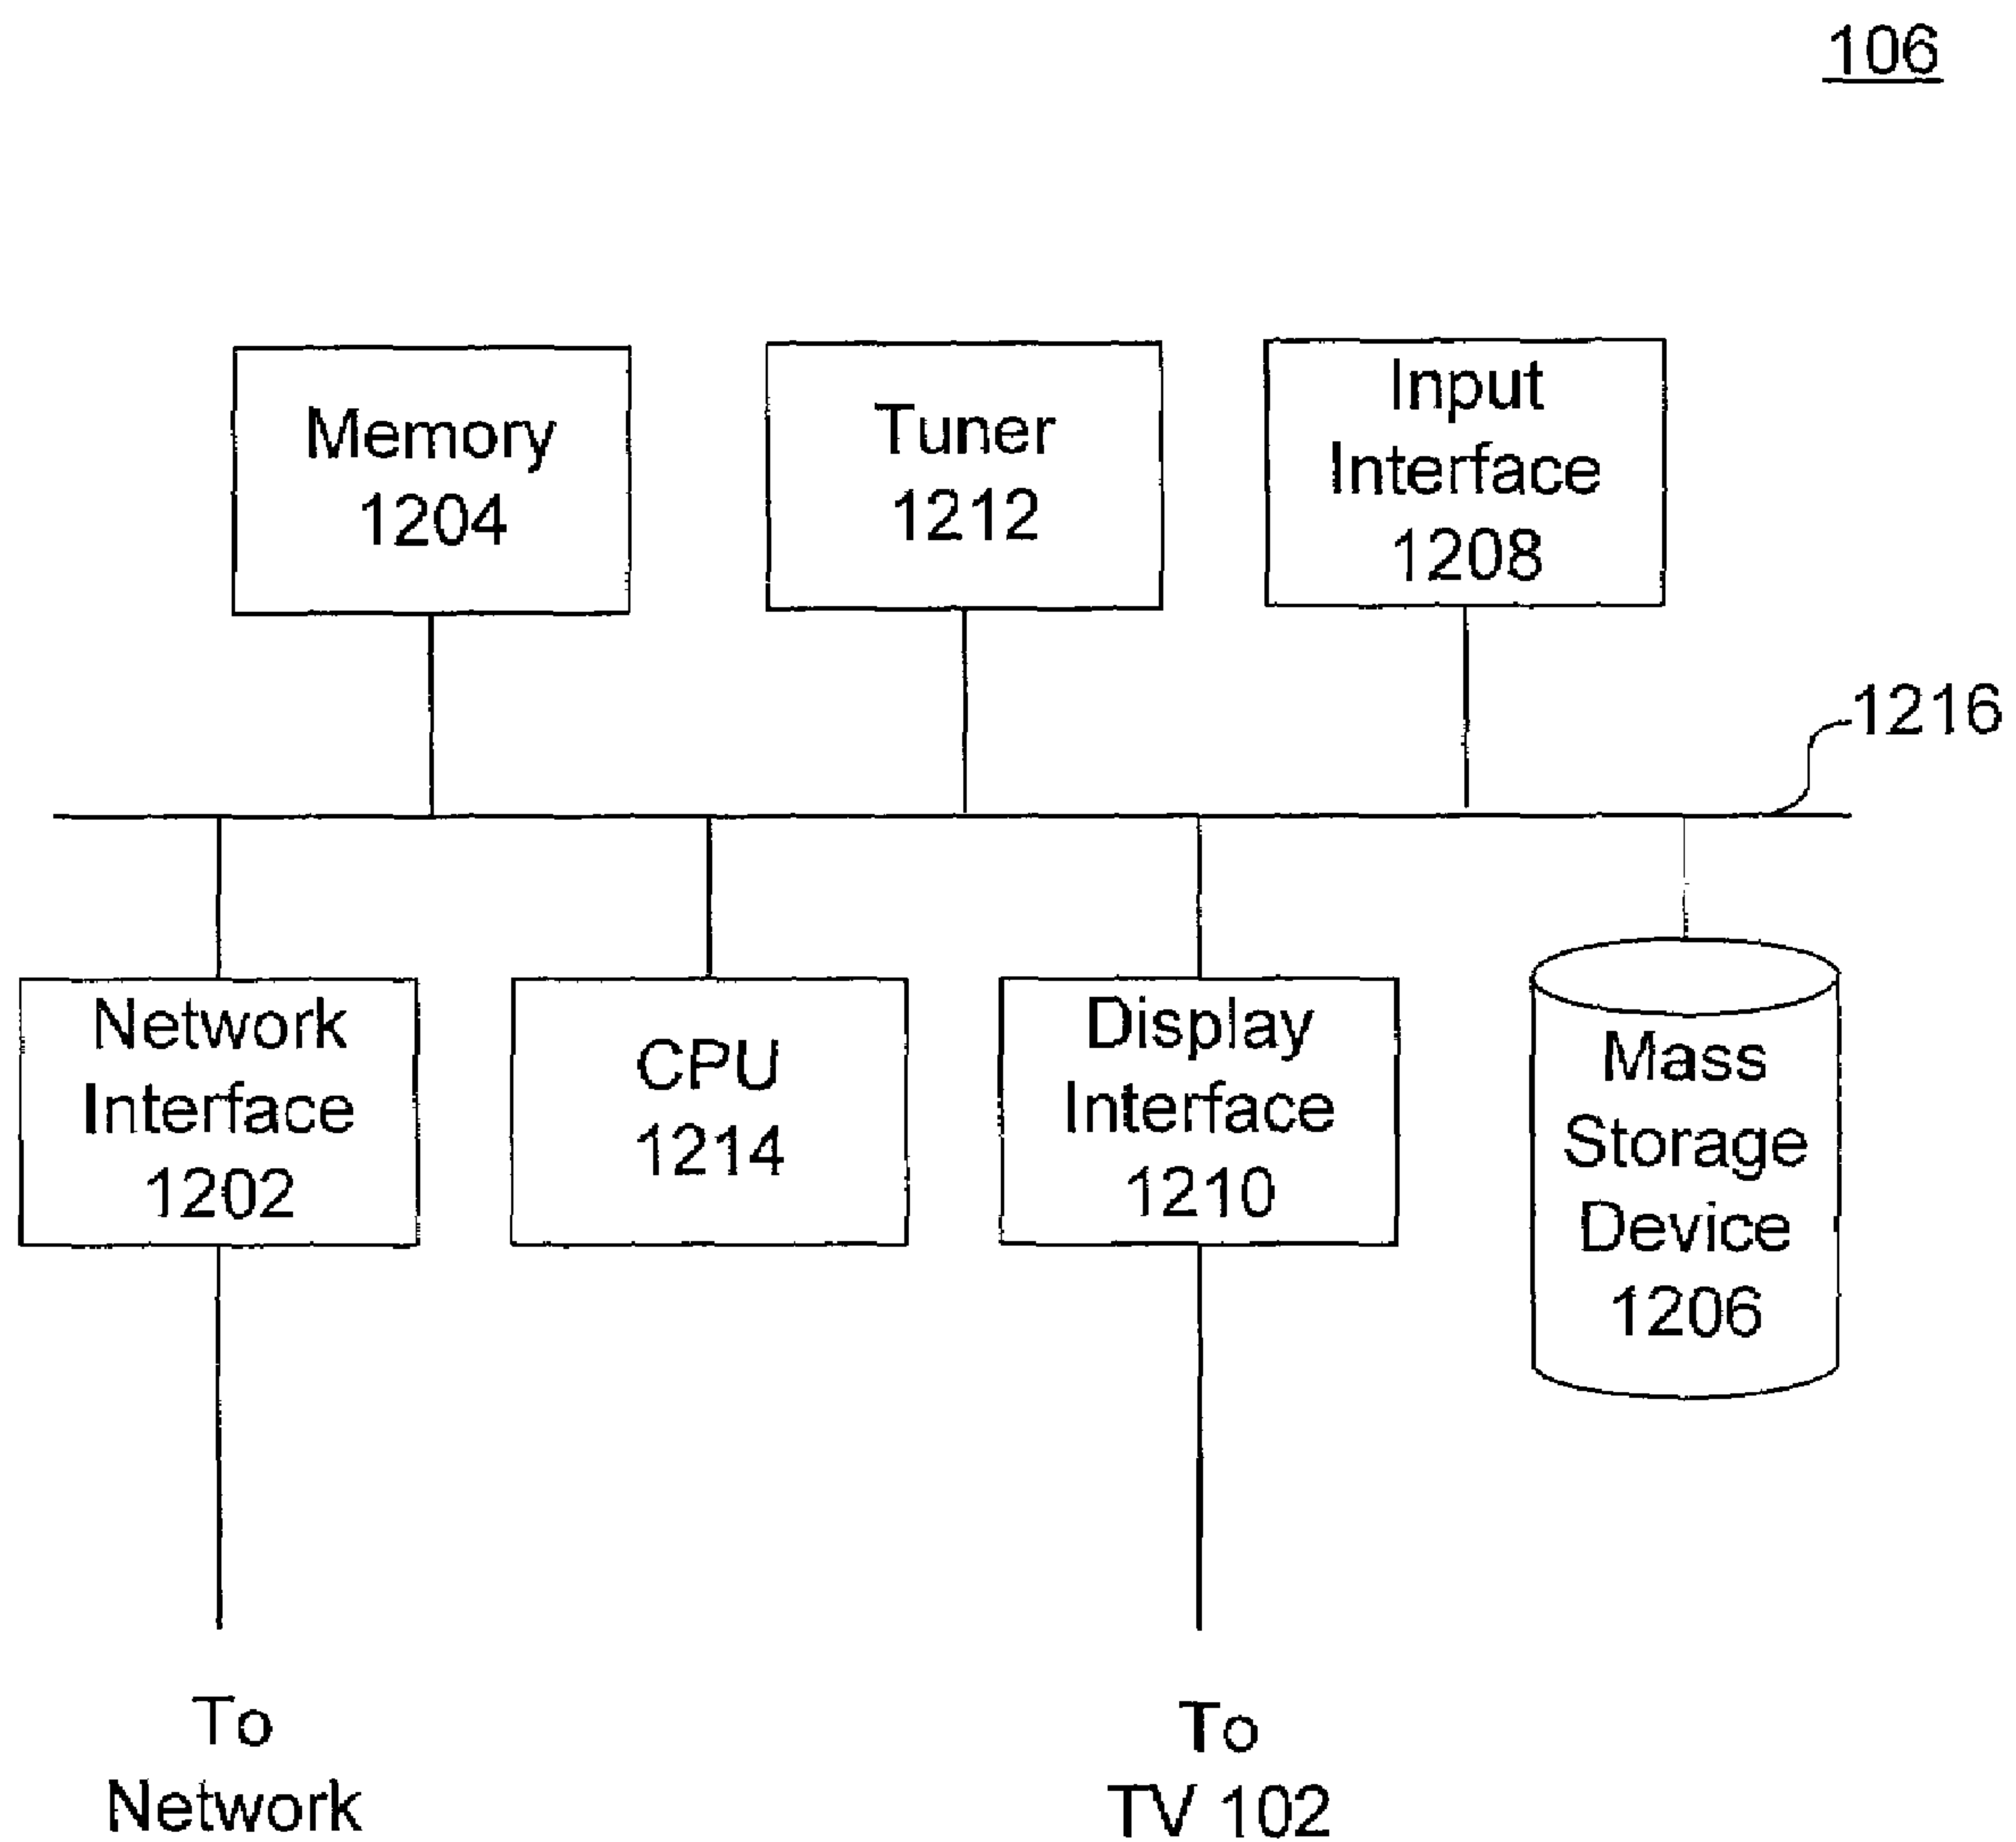 106
Memory
1204
Tuner
1212
Input
Interface
1208
1216
Network
Interface
1202
CPU
1214
Display
Interface
1210
Mass
Storage
Device
1206
To
Network
To
TV 102